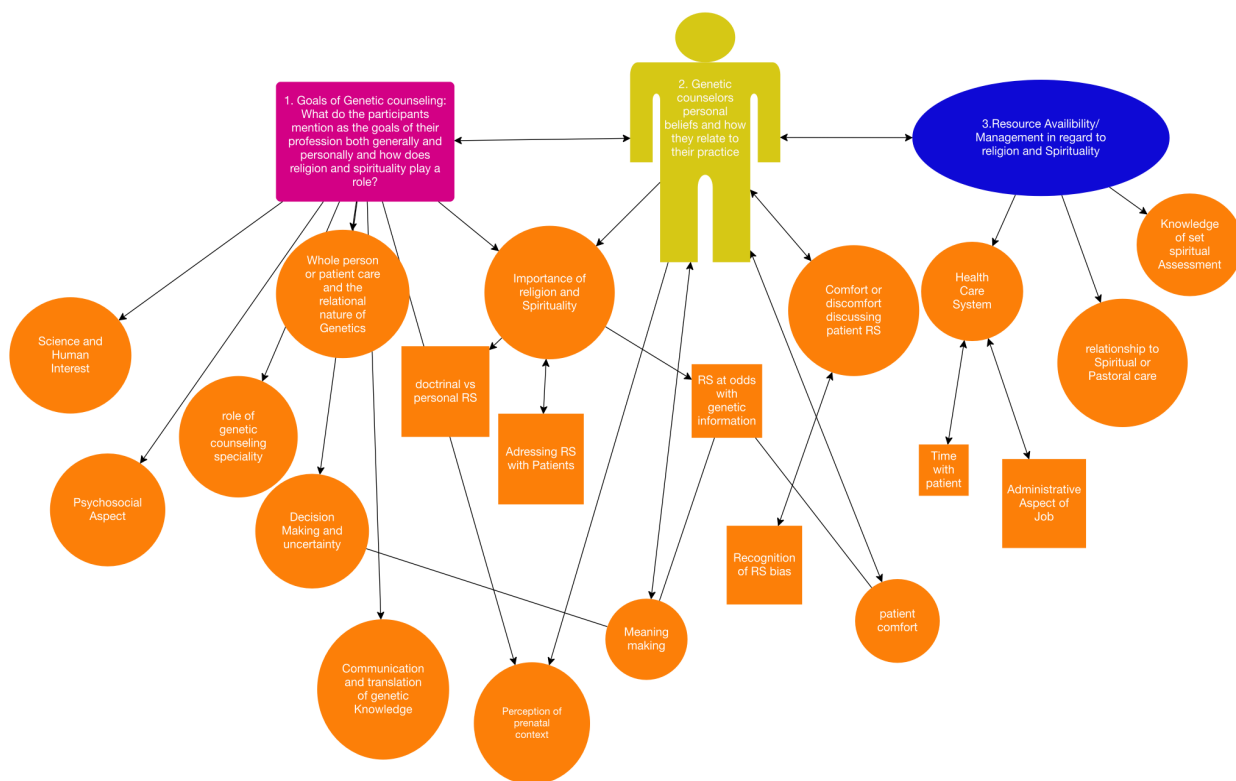 1. Goals of Genetic counseling:
What do the participants
mention as the goals of their
profession both generally and
personally and how does
religion and spirituality play a
role?
2. Genetic
counselors
personal
beliefs and how
they relate to
their practice
3.Resource Availibility/
Management in regard to
religion and Spirituality
Knowledge
of set
spiritual
Assessment
Whole person
or patient care
and the
relational
nature of
Genetics
Importance of
religion and
Spirituality
Comfort or
discomfort
discussing
patient RS
Health
Care
System
Science and
Human
Interest
relationship to
Spiritual or
Pastoral care
doctrinal vs
personal RS
RS at odds
with
genetic
information
role of
genetic
counseling
speciality
Adressing RS
with Patients
Time
with
patient
Administrative
Aspect of
Job
Psychosocial
Aspect
Decision
Making and
uncertainty
Recognition
of RS bias
Meaning
making
patient
comfort
Communication
and translation
of genetic
Knowledge
Perception of
prenatal
context